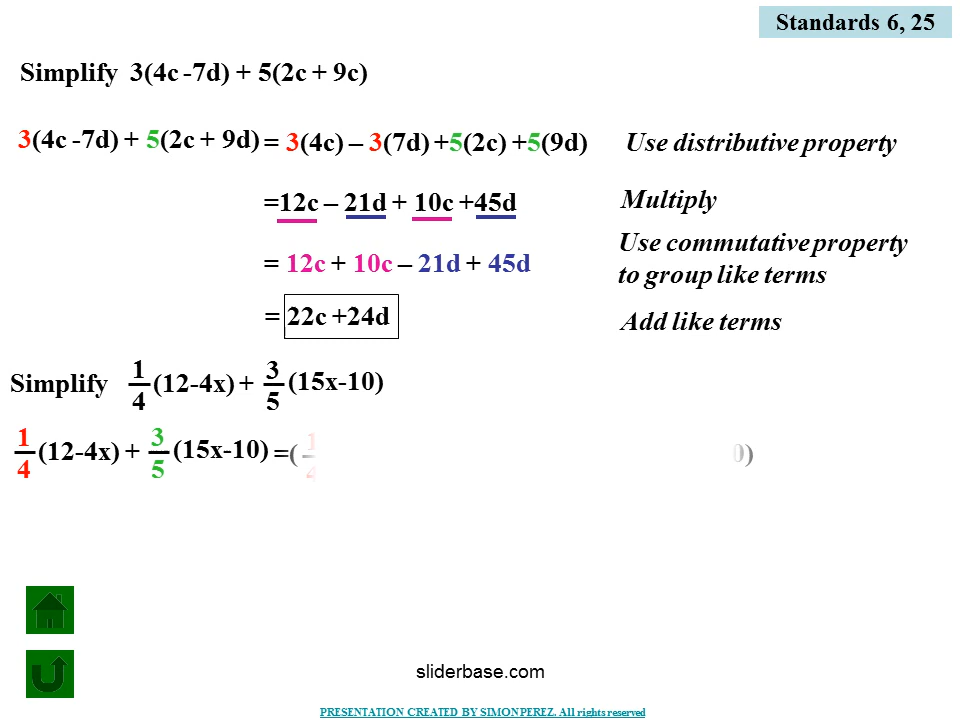 Standards 6, 25
Simplify 3(4c -7d) + 5(2c + 9c)
3(4c -7d) + 5(2c + 9d) = 3(4c) – 3(7d) +5(2c) +5(9d) Use distributive property
=12c – 21d + 10c +45d Multiply
= 12c + 10c – 21d + 45d Use commutative property
to group like terms
= 22c +24d Add like terms
Simplify 1/4 (12-4x) + 3/5 (15x-10)
1/4 (12-4x) + 3/5 (15x-10) =( 1/4 0)
sliderbase.com
PRESENTATION CREATED BY SIMON PEREZ. All rights reserved